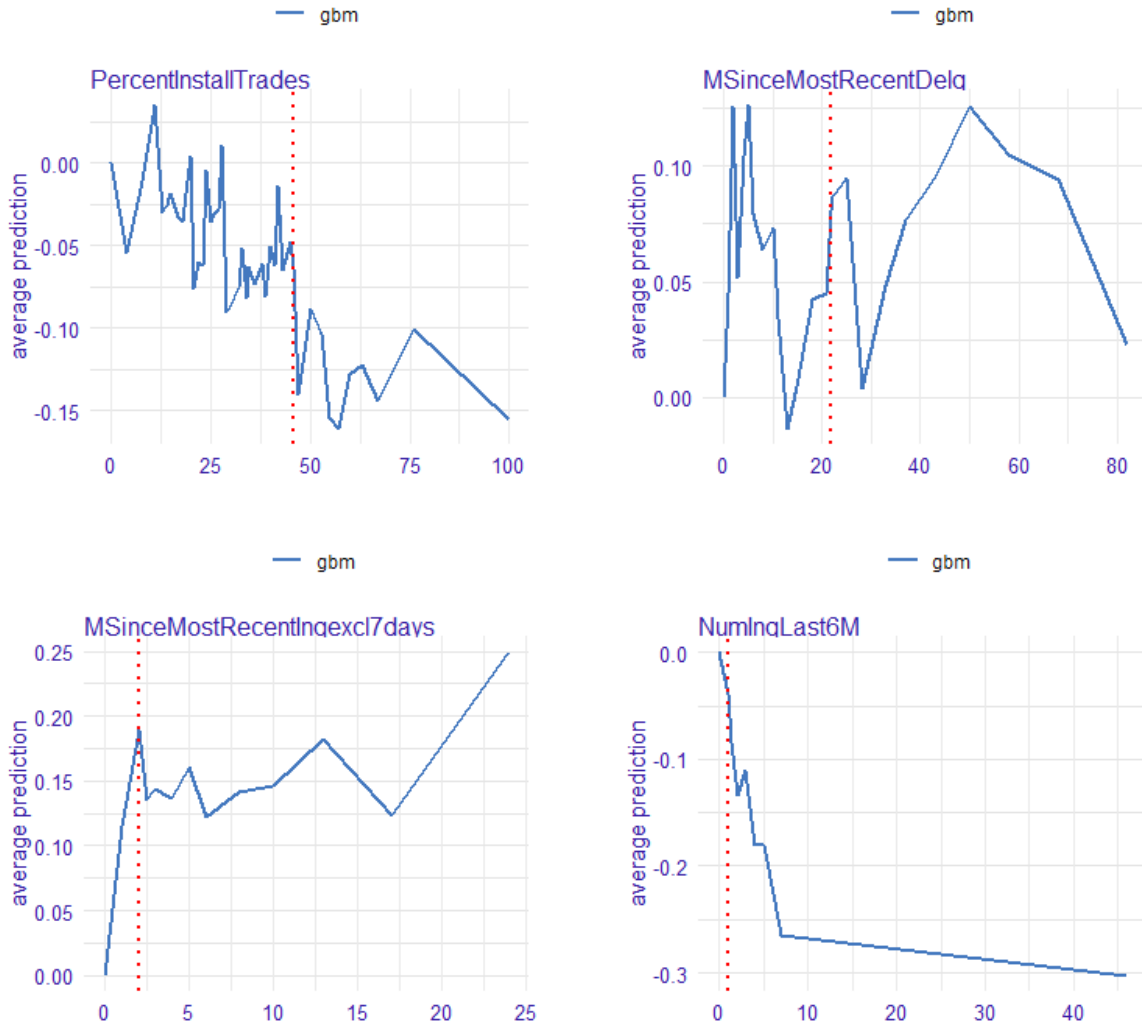 gbm
PercentInstallTrades
average prediction
0.00
-0.05
-0.10
-0.15
0 25 50 75 100
gbm
MSinceMostRecentDelq
average prediction
0.10
0.05
0.00
0 20 40 60 80
gbm
MSinceMostRecentInqexcl7days
average prediction
0.25
0.20
0.15
0.10
0.05
0.00
0 5 10 15 20 25
gbm
NumInqLast6M
average prediction
0.0
-0.1
-0.2
-0.3
0 10 20 30 40